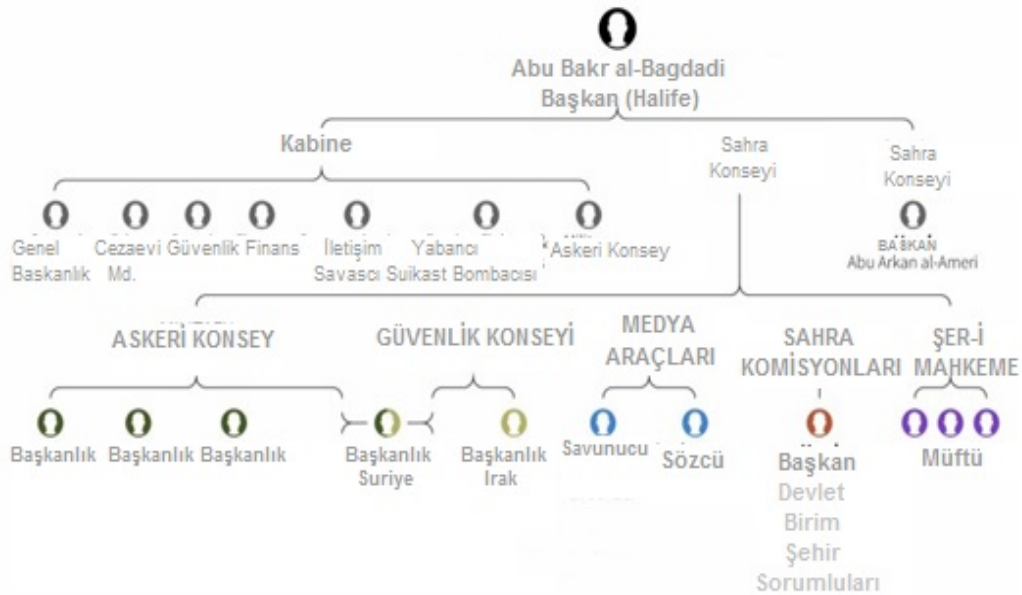 Abu Bakr al-Bagdadi
Başkan (Halife)
Kabine
Sahra
Konseyi
Sahra
Konseyi
Genel
Baskanlık
Cezaevi
Md.
Güvenlik
Finans
İletişim
Savascı
Yabancı
Suikast Bombacısı
Askeri Konsey
BAŞKAN
Abu Arkan al-Ameri
ASKERİ KONSEY
GÜVENLİK KONSEYİ
MEDYA
ARAÇLARI
SAHRA
KOMİSYONLARI
ŞER-İ
MAHKEME
Başkanlık
Başkanlık
Başkanlık
Başkanlık
Suriye
Başkanlık
Irak
Savunucu
Sözcü
Başkan
Devlet
Birim
Şehir
Sorumluları
Müftü